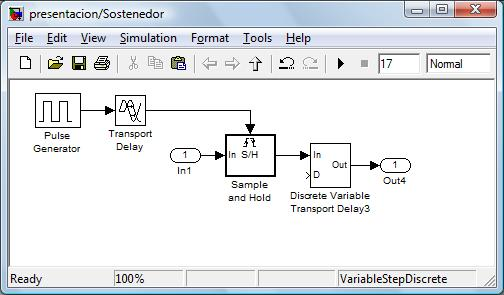 presentacion/Sostenedor
File Edit View Simulation Format Tools Help
17 Normal
Pulse
Generator
Transport
Delay
1
In1
In S/H
Sample
and Hold
In
Out
D
Discrete Variable
Transport Delay3
1
Out4
Ready 100% VariableStepDiscrete